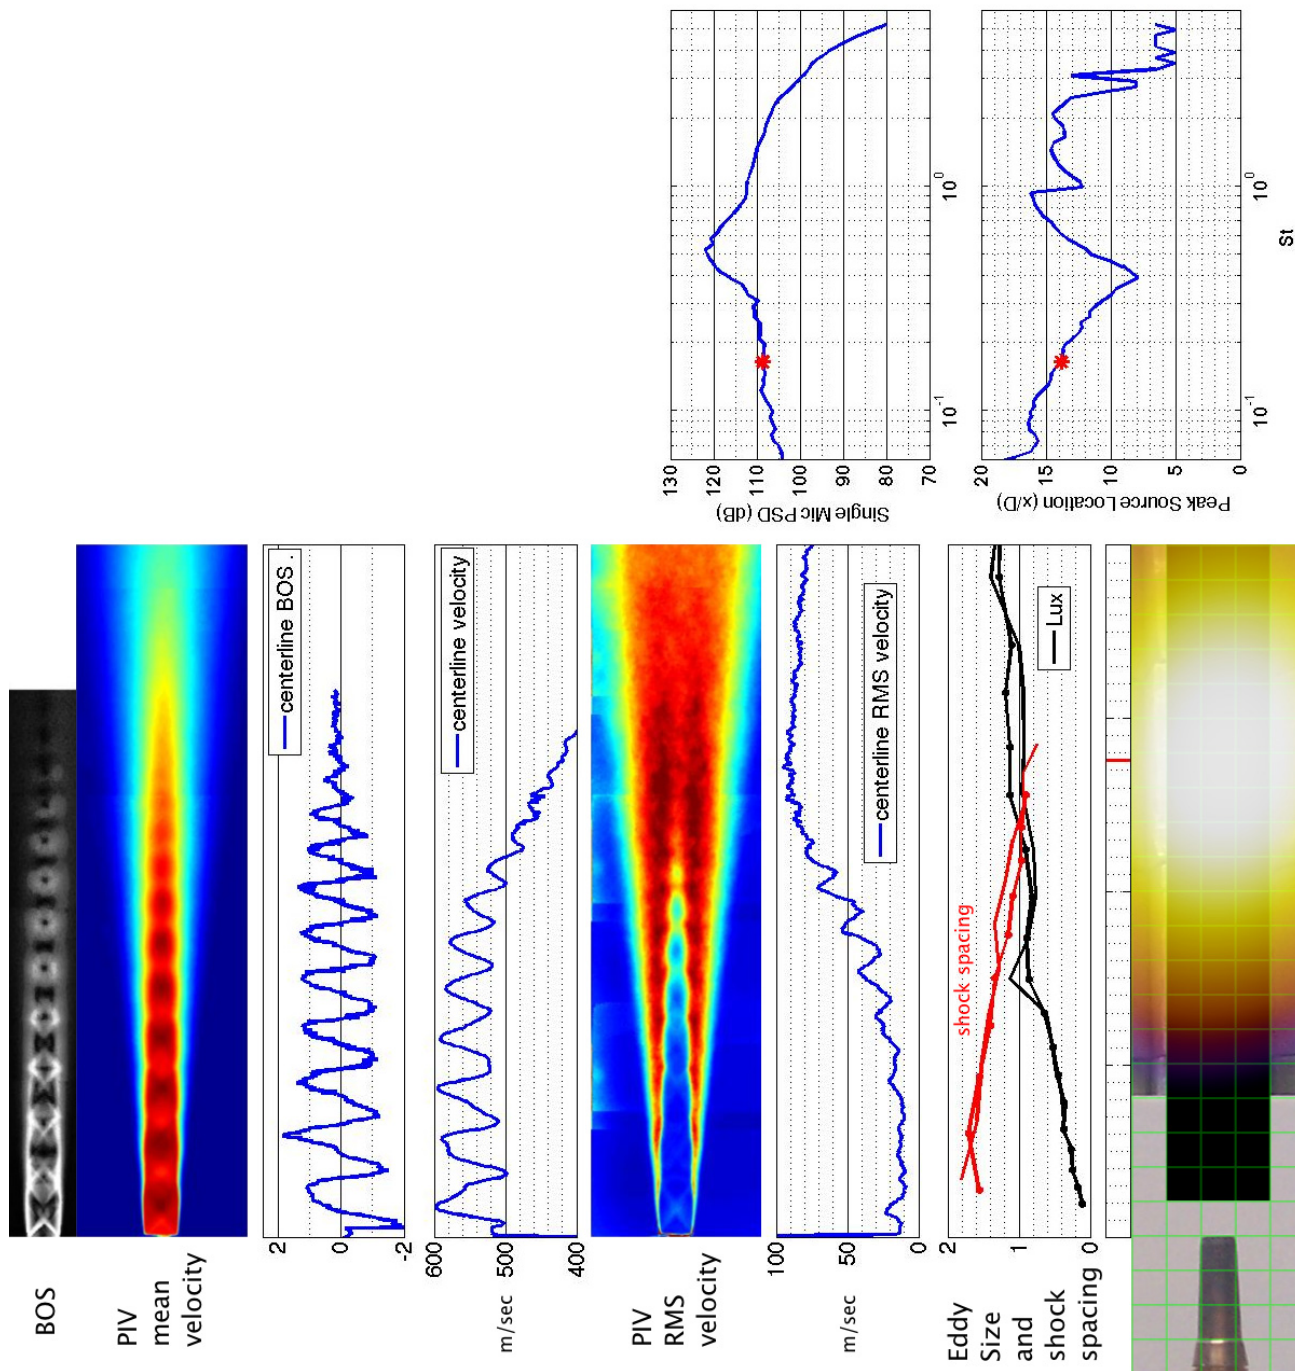 BOS
PIV
mean
velocity
centerline BOS .
2
0
-2
m/sec
600
500
400
centerline velocity
PIV
RMS
velocity
m/sec
100
50
0
centerline RMS velocity
Eddy
Size
and
shock
spacing
2
1
0
shock spacing
Lux
Single Mic PSD (dB)
130
120
110
100
90
80
70
10-1
100
Peak Source Location (x/D)
20
15
10
5
0
10-1
100
St